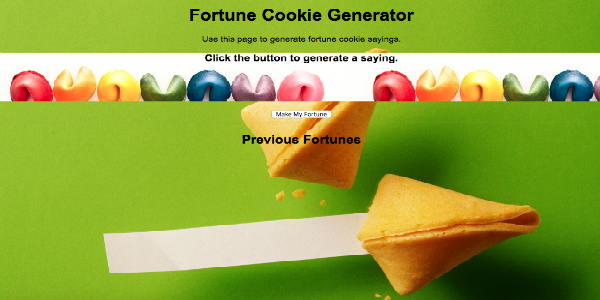 Fortune Cookie Generator
Use this page to generate fortune cookie sayings.
Click the button to generate a saying.
Make My Fortune
Previous Fortunes